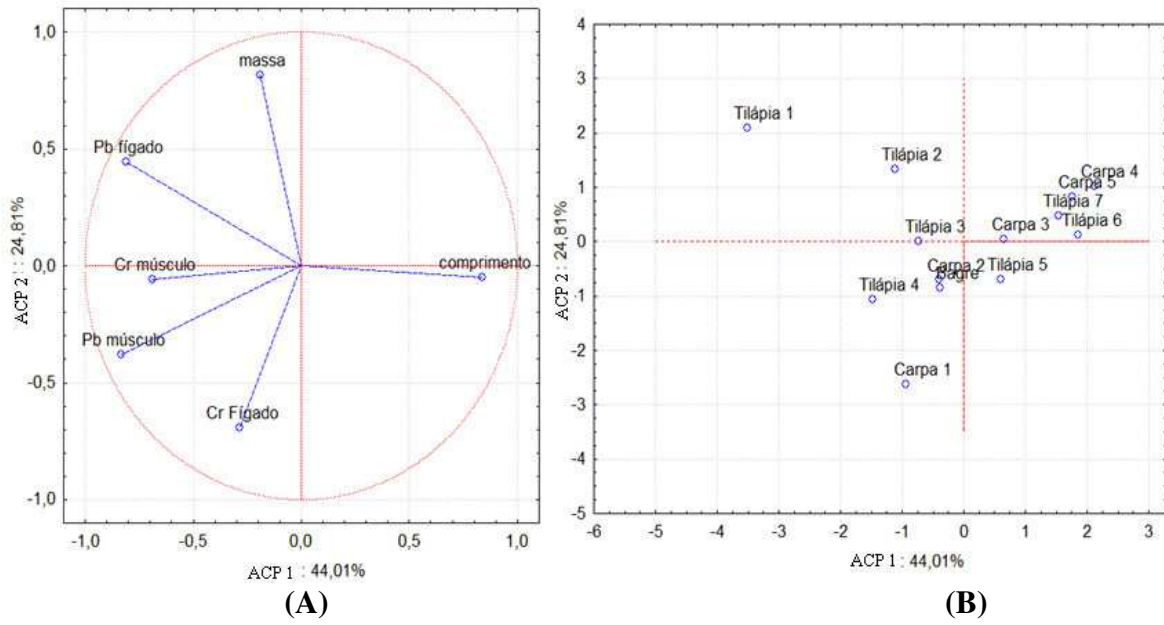 1,0
massa
0,5
Pb fígado
0,0
Cr músculo
comprimento
Pb músculo
-0,5
Cr Fígado
-1,0
ACP 2 : 24,81%
-1,0 -0,5 0,0 0,5 1,0
ACP 1 : 44,01%
(A)
4
3
Tilápia 1
2
Tilápia 2
Carpa 4
1
Carpa 5
Tilápia 7
Tilápia 3
Carpa 3
Tilápia 6
0
Carpa 2
Tilápia 5
Bagre
Tilápia 4
-1
-2
Carpa 1
-3
-4
-5
ACP 2 : 24,81%
-6 -5 -4 -3 -2 -1 0 1 2 3
ACP 1 : 44,01%
(B)